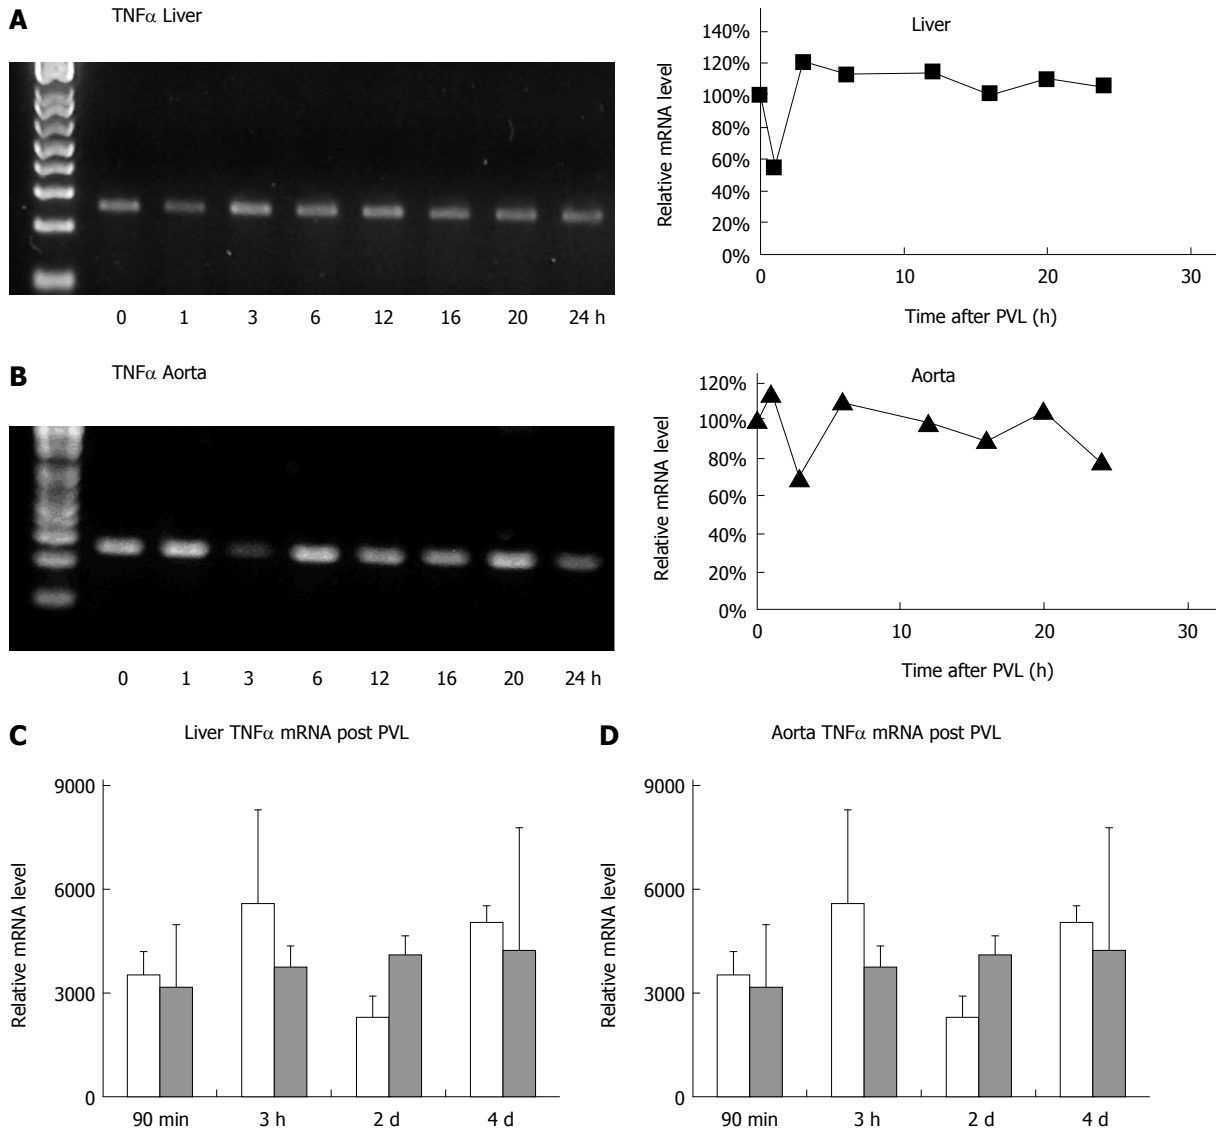 A
TNFα Liver
0 1 3 6 12 16 20 24 h
Liver
Relative mRNA level
140%
120%
100%
80%
60%
40%
20%
0%
0 10 20 30
Time after PVL (h)
B
TNFα Aorta
0 1 3 6 12 16 20 24 h
Aorta
Relative mRNA level
120%
100%
80%
60%
40%
20%
0%
0 10 20 30
Time after PVL (h)
C
Liver TNFα mRNA post PVL
Relative mRNA level
9000
6000
3000
0
90 min 3 h 2 d 4 d
D
Aorta TNFα mRNA post PVL
Relative mRNA level
9000
6000
3000
0
90 min 3 h 2 d 4 d